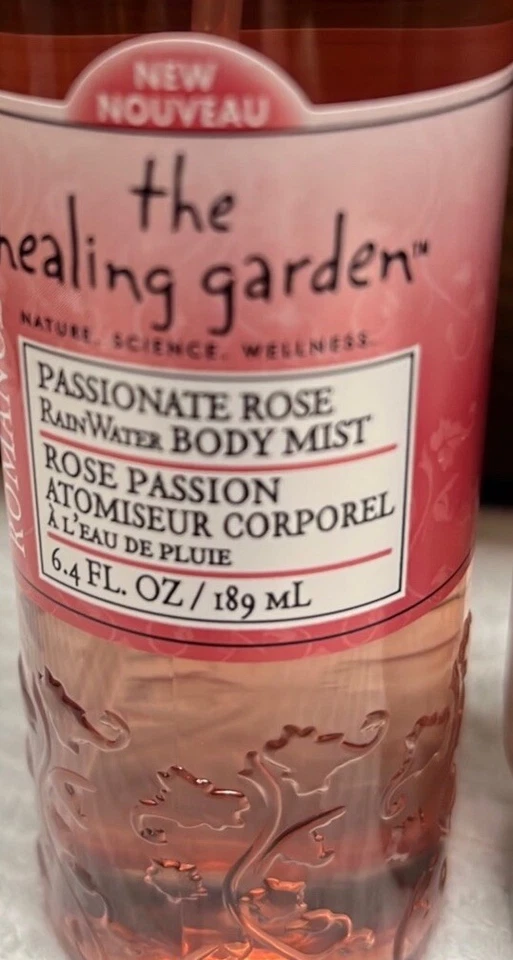 NEW
NOUVEAU
the
healing garden™
NATURE. SCIENCE. WELLNESS.
PASSIONATE ROSE
RAINWATER BODY MIST
ROSE PASSION
ATOMISEUR CORPOREL
À L'EAU DE PLUIE
6.4 FL. OZ / 189 mL